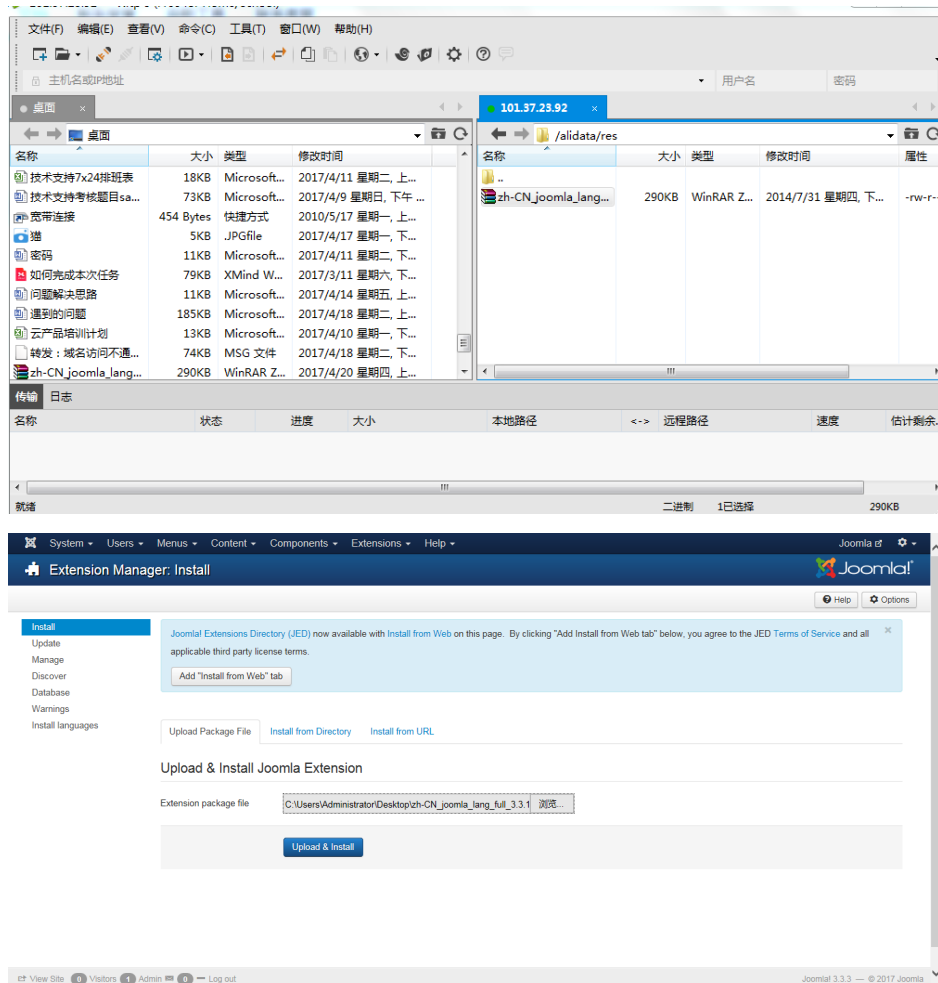 文件(F) 编辑(E) 查看(V) 命令(C) 工具(T) 窗口(W) 帮助(H)
主机名或IP地址 用户名 密码
桌面 × 101.37.23.92 ×
桌面 /alidata/res
名称 大小 类型 修改时间 名称 大小 类型 修改时间 属性
技术支持7x24排班表 18KB Microsoft... 2017/4/11 星期二, 上... ..
技术支持考核题目sa... 73KB Microsoft... 2017/4/9 星期日, 下午 ... zh-CN_joomla_lang... 290KB WinRAR Z... 2014/7/31 星期四, 下... -rw-r--
宽带连接 454 Bytes 快捷方式 2010/5/17 星期一, 上...
猫 5KB JPGfile 2017/4/17 星期一, 下...
密码 11KB Microsoft... 2017/4/11 星期二, 下...
如何完成本次任务 79KB XMind W... 2017/3/11 星期六, 下...
问题解决思路 11KB Microsoft... 2017/4/14 星期五, 上...
遇到的问题 185KB Microsoft... 2017/4/18 星期二, 上...
云产品培训计划 13KB Microsoft... 2017/4/10 星期一, 下...
转发：域名访问不通... 74KB MSG 文件 2017/4/18 星期二, 下...
zh-CN_joomla_lang... 290KB WinRAR Z... 2017/4/20 星期四, 上...
传输 日志
名称 状态 进度 大小 本地路径 <-> 远程路径 速度 估计剩余...
就绪 二进制 1已选择 290KB
System Users Menus Content Components Extensions Help Joomla
Extension Manager: Install Joomla!
Help Options
Install
Update
Manage
Discover
Database
Warnings
Install languages
Joomla! Extensions Directory (JED) now available with Install from Web on this page. By clicking "Add Install from Web tab" below, you agree to the JED Terms of Service and all
applicable third party license terms.
Add "Install from Web" tab
Upload Package File Install from Directory Install from URL
Upload & Install Joomla Extension
Extension package file C:\Users\Administrator\Desktop\zh-CN_joomla_lang_full_3.3.1 浏览...
Upload & Install
View Site 0 Visitors 1 Admin 0 Log out Joomla! 3.3.3 — © 2017 Joomla